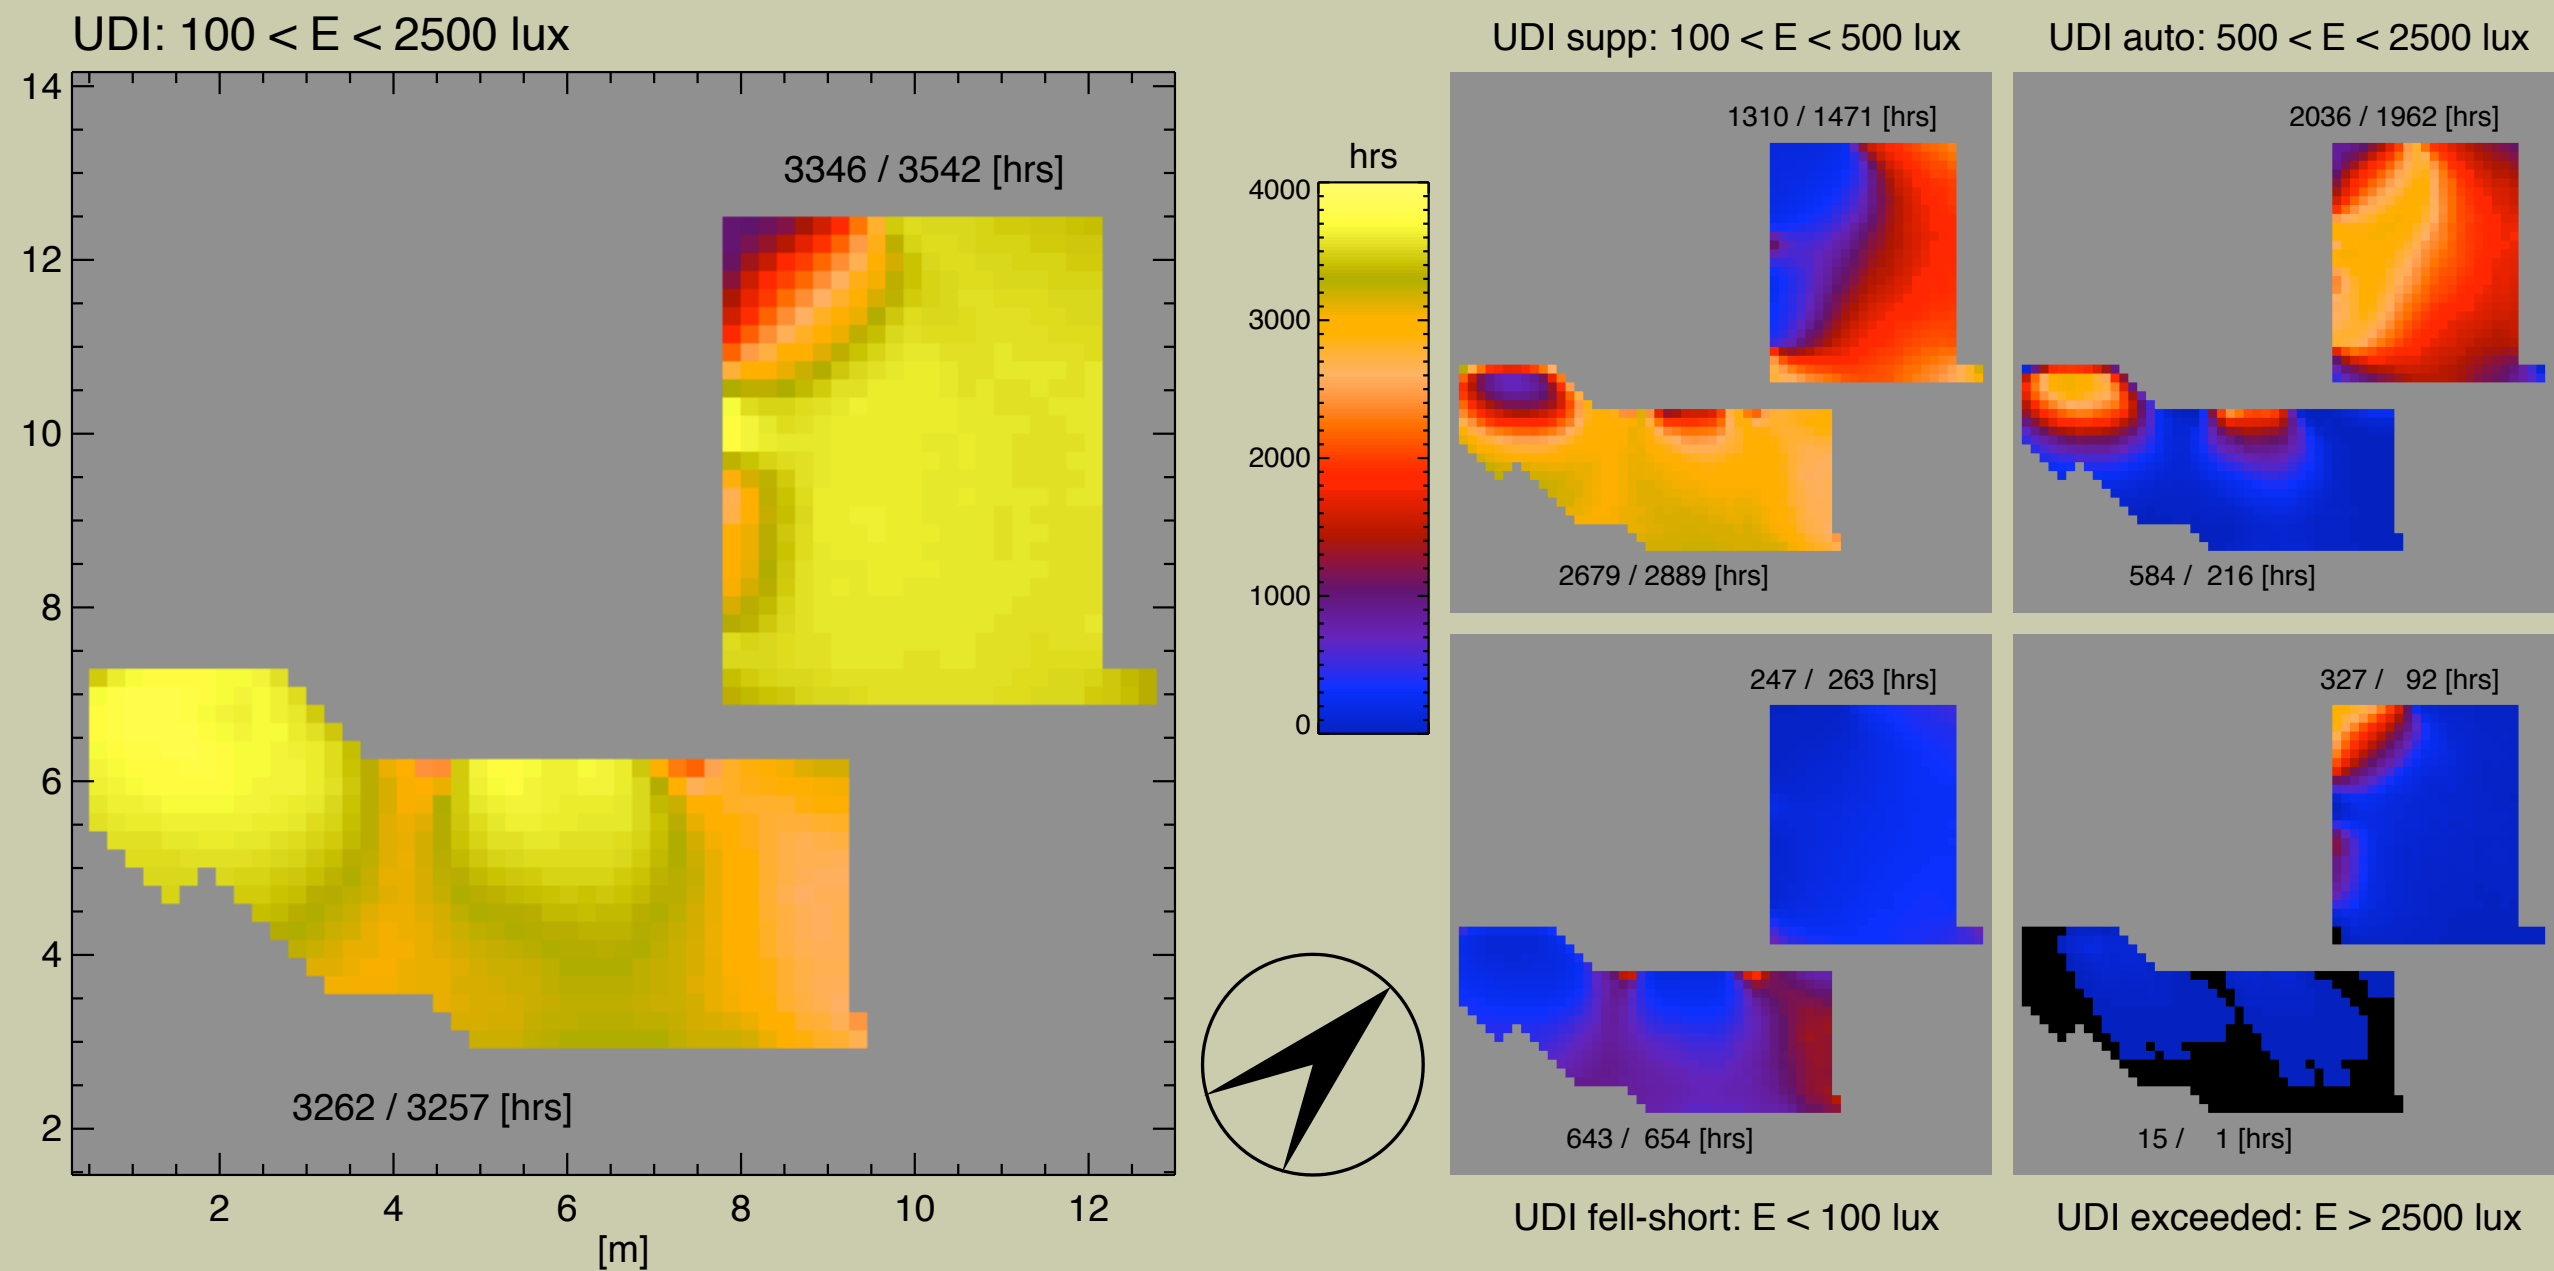 UDI: 100 < E < 2500 lux
14
12
10
8
6
4
2
2 4 6 8 10 12
[m]
3346 / 3542 [hrs]
3262 / 3257 [hrs]
hrs
4000
3000
2000
1000
0
UDI supp: 100 < E < 500 lux
1310 / 1471 [hrs]
2679 / 2889 [hrs]
UDI auto: 500 < E < 2500 lux
2036 / 1962 [hrs]
584 / 216 [hrs]
247 / 263 [hrs]
643 / 654 [hrs]
UDI fell-short: E < 100 lux
327 / 92 [hrs]
15 / 1 [hrs]
UDI exceeded: E > 2500 lux